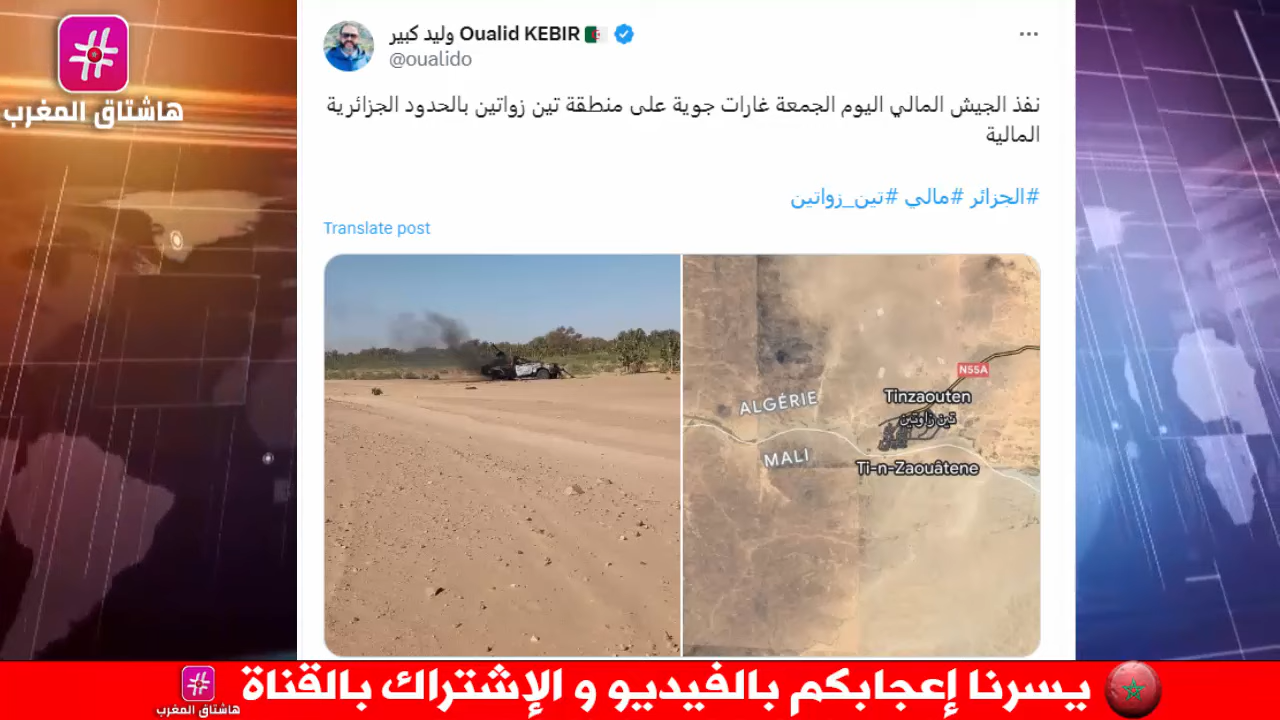 هاشتاق المغرب
وليد كبير Oualid KEBIR
@oualido
نفذ الجيش المالي اليوم الجمعة غارات جوية على منطقة تين زواتين بالحدود الجزائرية
المالية
#الجزائر #مالي #تين_زواتين
Translate post
N55A
Tinzaouten
تين زاوتين
ALGÉRIE
MALI
Ti-n-Zaouâtene
يسرنا إعجابكم بالفيديو و الإشتراك بالقناة
هاشتاق المغرب